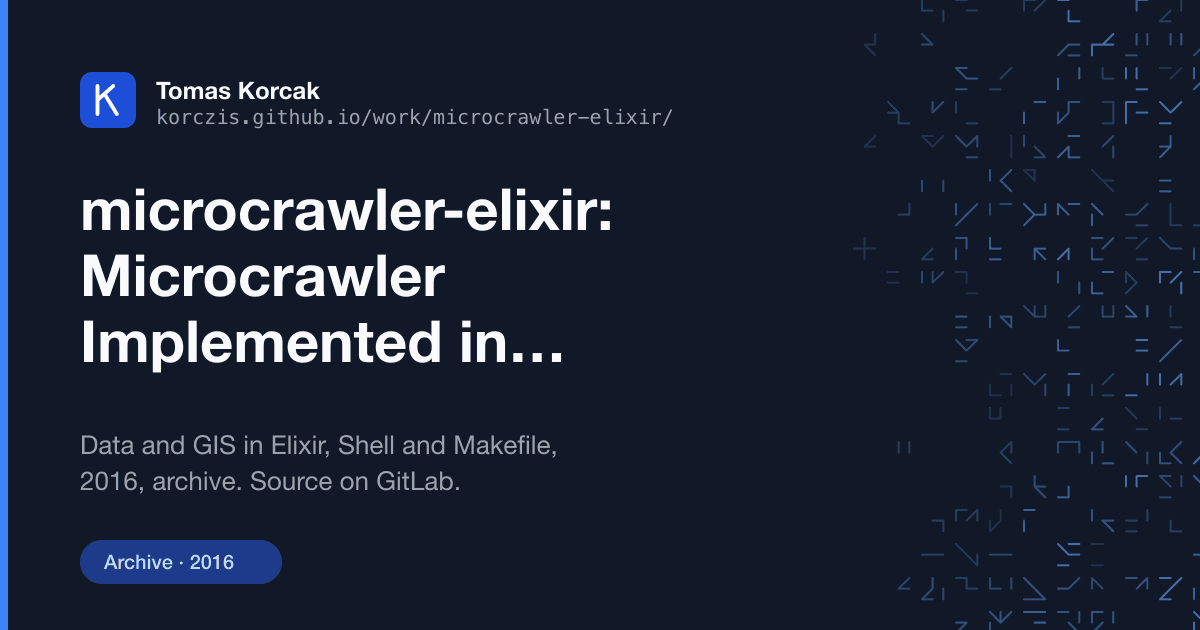 K
Tomas Korcak
korczis.github.io/work/microcrawler-elixir/
microcrawler-elixir:
Microcrawler
Implemented in…
Data and GIS in Elixir, Shell and Makefile,
2016, archive. Source on GitLab.
Archive · 2016